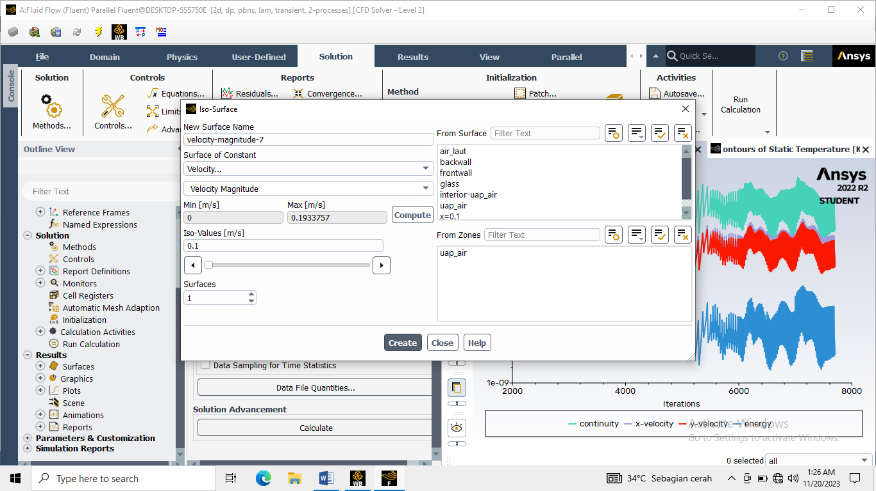 A:Fluid Flow (Fluent) Parallel Fluent@DESKTOP-SS5750E [2d, dp, pbns, lam, transient, 2-processes] [CFD Solver - Level 2]
File Domain Physics User-Defined Solution Results View Parallel Quick Se... Ansys
Console
Solution Controls Reports Initialization Activities
Methods... Controls... Equations... Limits Advan Residuals... Convergence... Method Patch... Autosave... Run Calculation
Outline View
Filter Text
Reference Frames
Named Expressions
Solution
Methods
Controls
Report Definitions
Monitors
Cell Registers
Automatic Mesh Adaption
Initialization
Calculation Activities
Run Calculation
Results
Surfaces
Graphics
Plots
Scene
Animations
Reports
Parameters & Customization
Simulation Reports
Iso-Surface
New Surface Name
velocity-magnitude-7
Surface of Constant
Velocity...
Velocity Magnitude
Min [m/s] Max [m/s]
0 0.1933757 Compute
Iso-Values [m/s]
0.1
Surfaces
1
From Surface Filter Text
air_laut
backwall
frontwall
glass
interior-uap_air
uap_air
x=0.1
From Zones Filter Text
uap_air
Create Close Help
Data Sampling for Time Statistics
Data File Quantities...
Solution Advancement
Calculate
ontours of Static Temperature [K
Ansys
2022 R2
STUDENT
1e-09
2000 4000 6000 8000
Iterations
continuity x-velocity y-velocity energy
Activate Windows
Go to Settings to activate Windows.
0 selected all
Type here to search
34°C Sebagian cerah
1:26 AM
11/20/2023